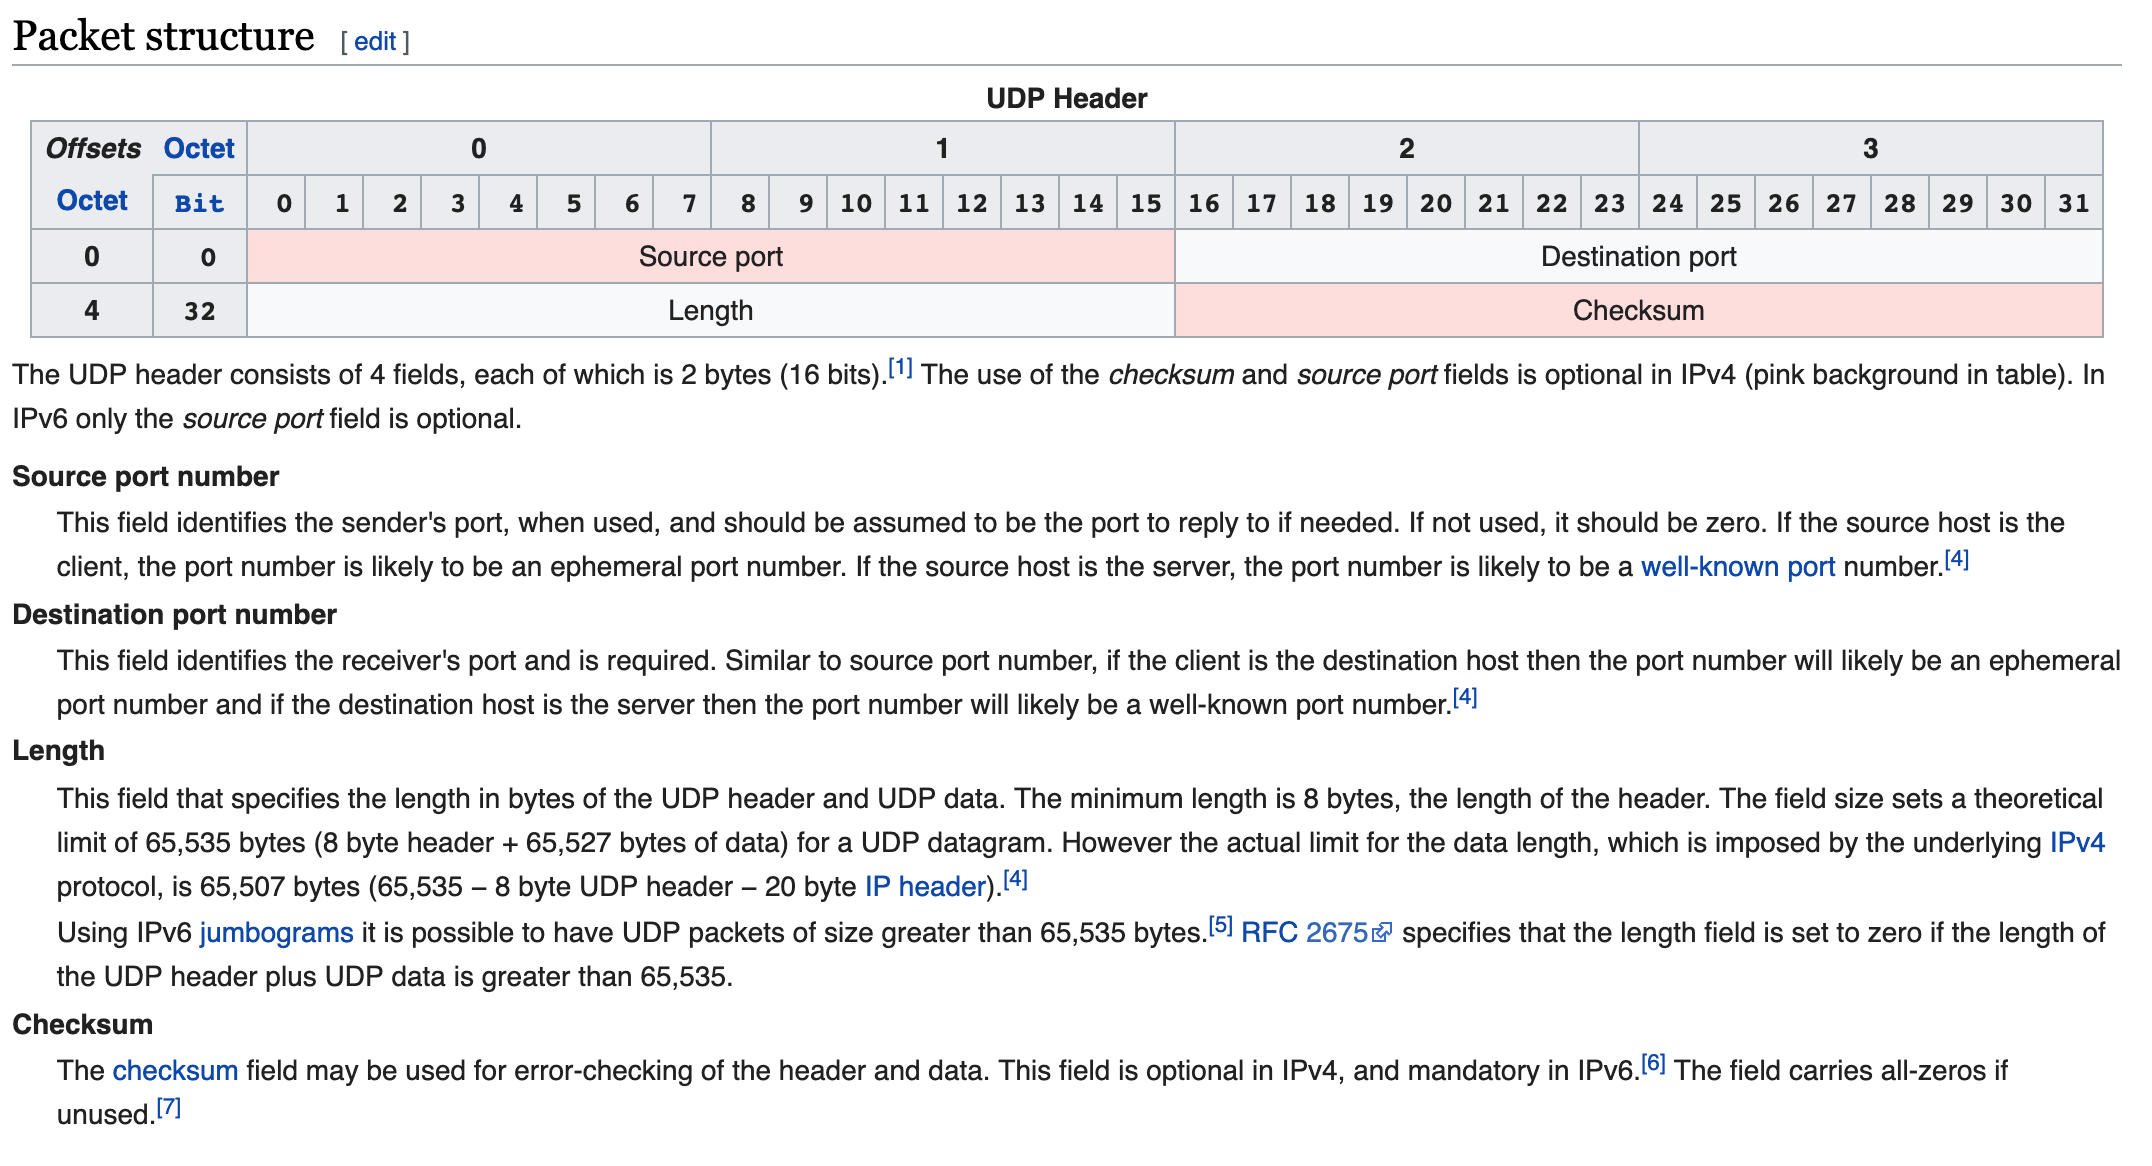 Packet structure [ edit ]
UDP Header
Offsets Octet 0 1 2 3
Octet Bit 0 1 2 3 4 5 6 7 8 9 10 11 12 13 14 15 16 17 18 19 20 21 22 23 24 25 26 27 28 29 30 31
0 0 Source port Destination port
4 32 Length Checksum
The UDP header consists of 4 fields, each of which is 2 bytes (16 bits).[1] The use of the checksum and source port fields is optional in IPv4 (pink background in table). In
IPv6 only the source port field is optional.
Source port number
This field identifies the sender's port, when used, and should be assumed to be the port to reply to if needed. If not used, it should be zero. If the source host is the
client, the port number is likely to be an ephemeral port number. If the source host is the server, the port number is likely to be a well-known port number.[4]
Destination port number
This field identifies the receiver's port and is required. Similar to source port number, if the client is the destination host then the port number will likely be an ephemeral
port number and if the destination host is the server then the port number will likely be a well-known port number.[4]
Length
This field that specifies the length in bytes of the UDP header and UDP data. The minimum length is 8 bytes, the length of the header. The field size sets a theoretical
limit of 65,535 bytes (8 byte header + 65,527 bytes of data) for a UDP datagram. However the actual limit for the data length, which is imposed by the underlying IPv4
protocol, is 65,507 bytes (65,535 − 8 byte UDP header − 20 byte IP header).[4]
Using IPv6 jumbograms it is possible to have UDP packets of size greater than 65,535 bytes.[5] RFC 2675 specifies that the length field is set to zero if the length of
the UDP header plus UDP data is greater than 65,535.
Checksum
The checksum field may be used for error-checking of the header and data. This field is optional in IPv4, and mandatory in IPv6.[6] The field carries all-zeros if
unused.[7]